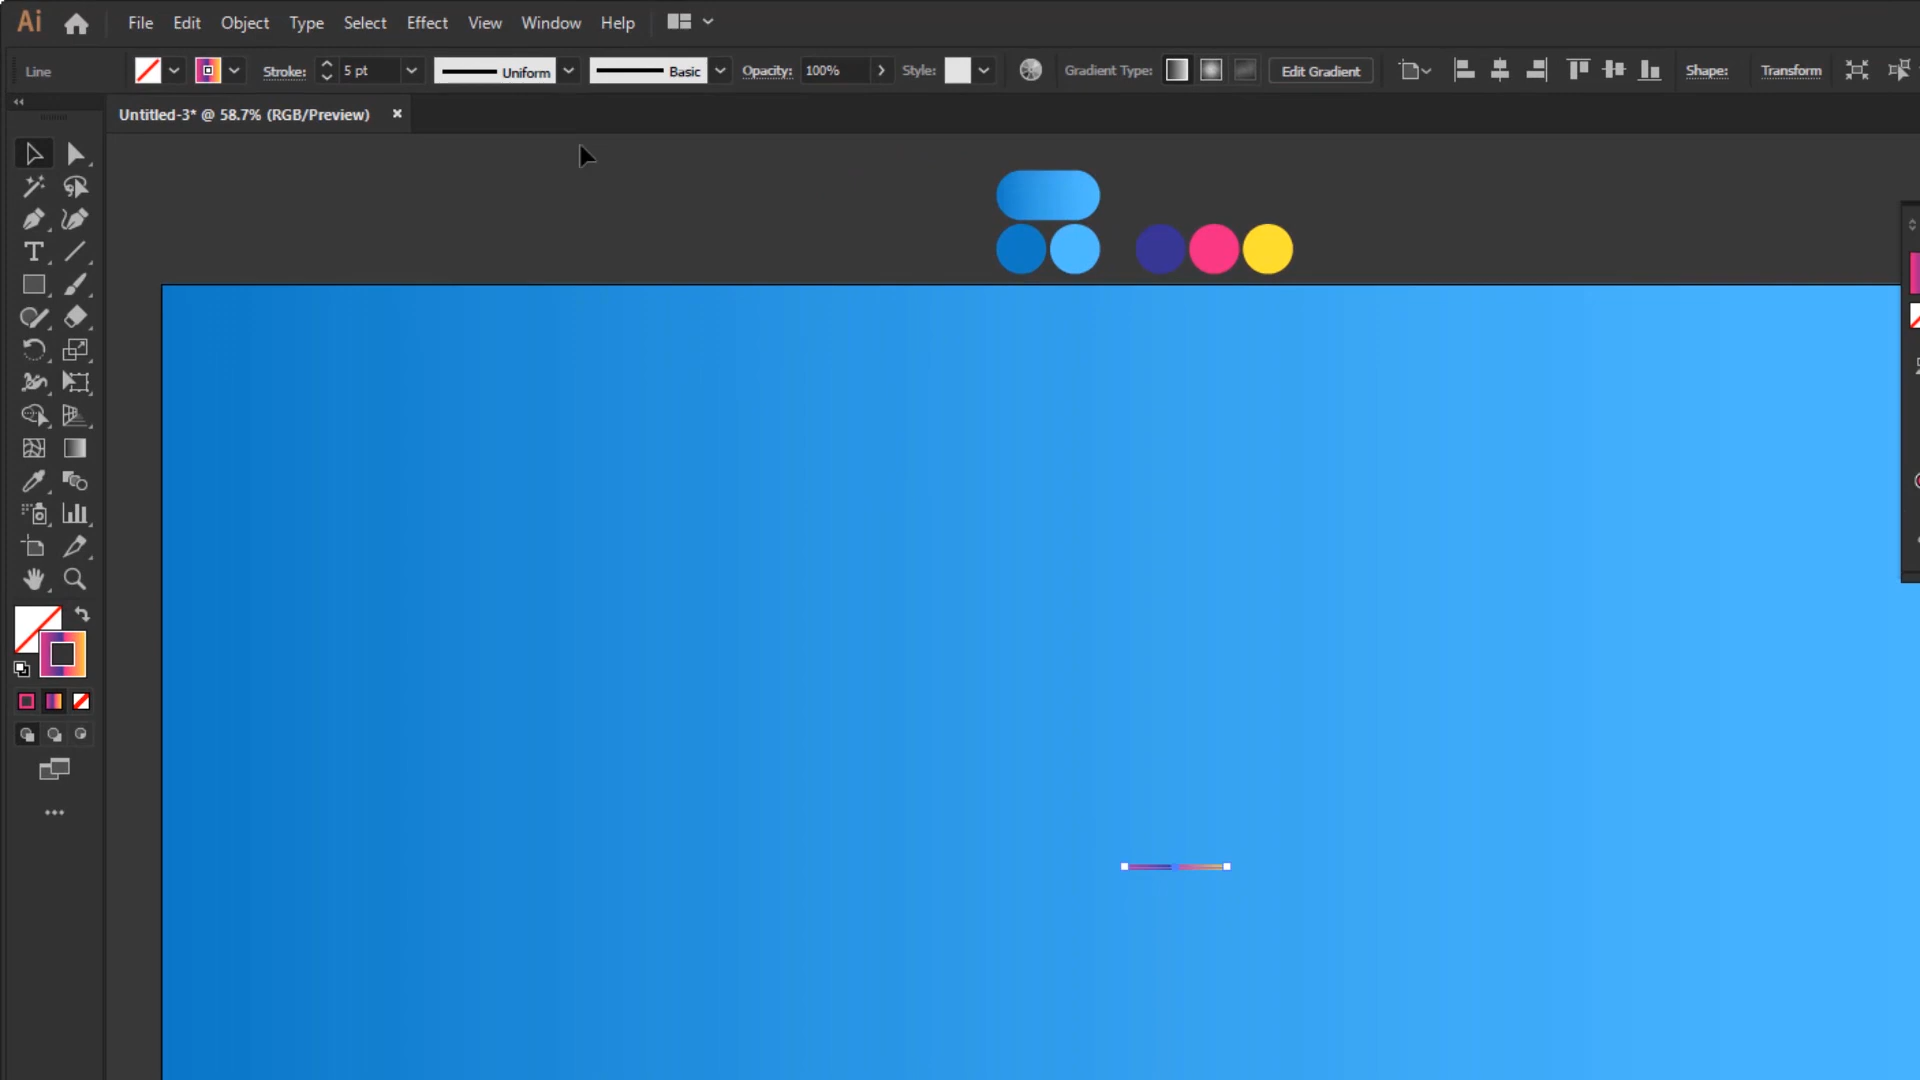 Ai File Edit Object Type Select Effect View Window Help
Line Stroke: 5 pt Uniform Basic Opacity: 100% Style: Gradient Type: Edit Gradient Shape: Transform
Untitled-3* @ 58.7% (RGB/Preview)